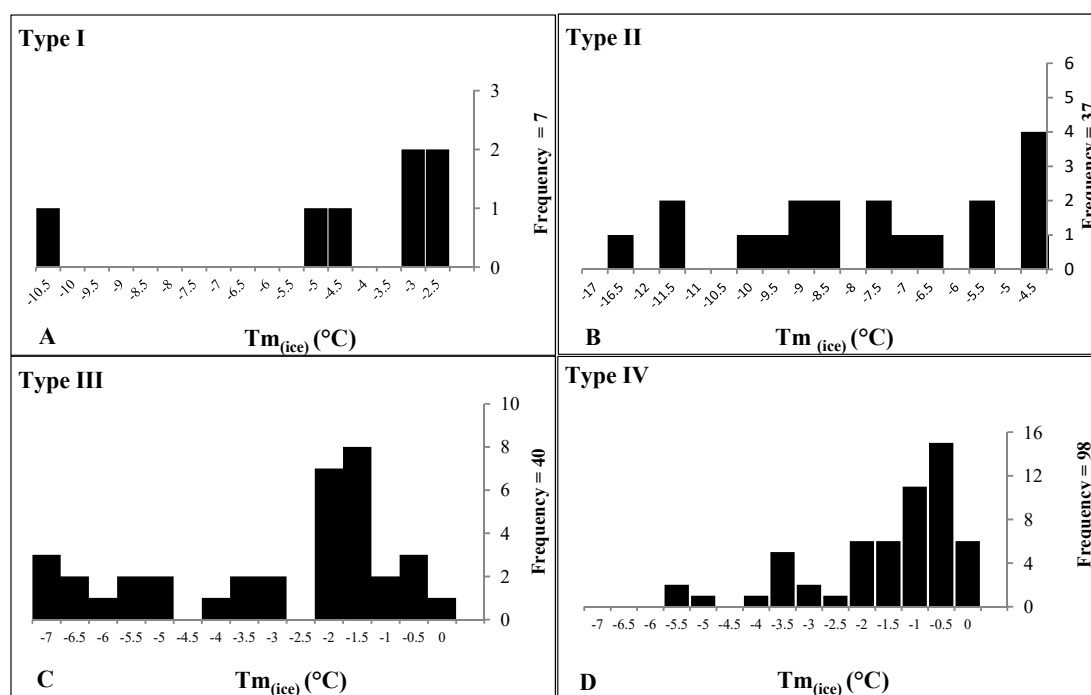 Type I
3
2
1
0
Frequency = 7
-10.5 -10 -9.5 -9 -8.5 -7.5 -7 -6.5 -6 -5.5 -5 -4.5 -4 -3.5 -3 -2.5
A
Tm(ice) (°C)
Type II
6
5
4
3
2
1
0
Frequency = 37
-17 -16.5 -12 -11.5 -11 -10.5 -10 -9.5 -9 -8.5 -8 -7.5 -7 -6.5 -6 -5.5 -5 -4.5
B
Tm (ice) (°C)
Type III
10
8
6
4
2
0
Frequency = 40
-7 -6.5 -6 -5.5 -5 -4.5 -4 -3.5 -3 -2.5 -2 -1.5 -1 -0.5 0
C
Tm(ice) (°C)
Type IV
16
12
8
4
0
Frequency = 98
-7 -6.5 -6 -5.5 -5 -4.5 -4 -3.5 -3 -2.5 -2 -1.5 -1 -0.5 0
D
Tm(ice) (°C)